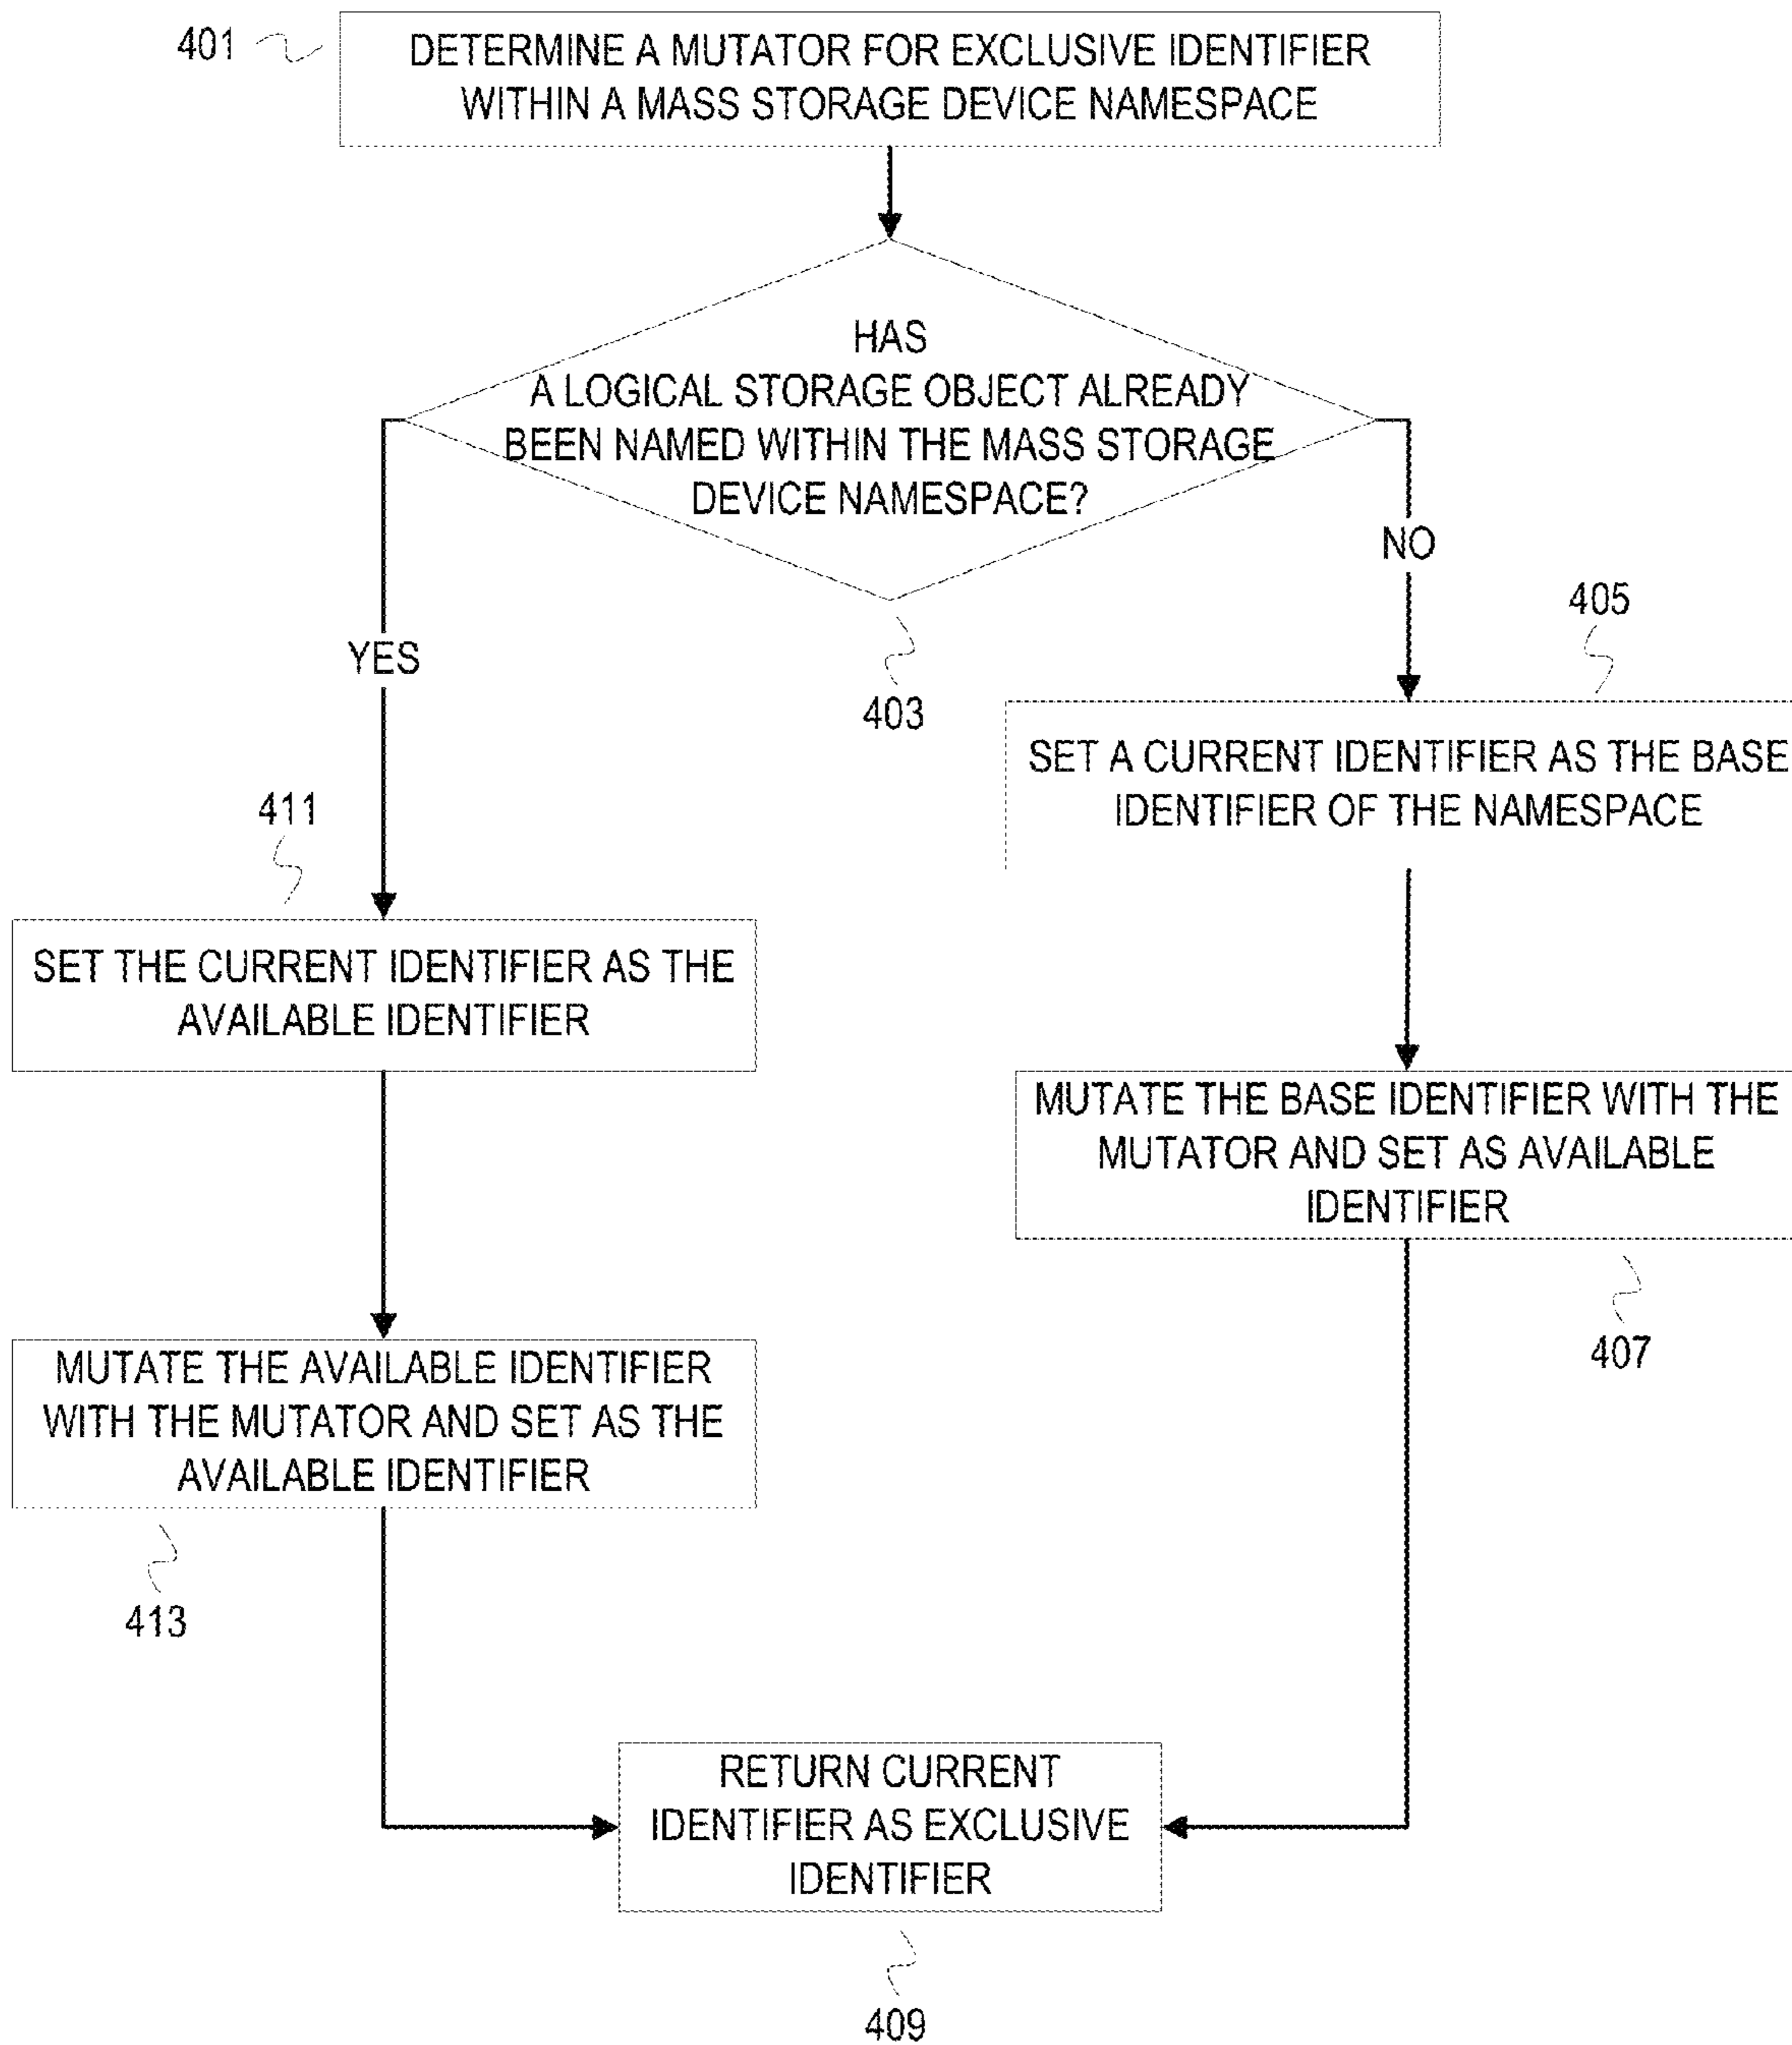 401
DETERMINE A MUTATOR FOR EXCLUSIVE IDENTIFIER
WITHIN A MASS STORAGE DEVICE NAMESPACE
HAS
A LOGICAL STORAGE OBJECT ALREADY
BEEN NAMED WITHIN THE MASS STORAGE
DEVICE NAMESPACE?
403
YES
NO
405
SET A CURRENT IDENTIFIER AS THE BASE
IDENTIFIER OF THE NAMESPACE
411
SET THE CURRENT IDENTIFIER AS THE
AVAILABLE IDENTIFIER
MUTATE THE BASE IDENTIFIER WITH THE
MUTATOR AND SET AS AVAILABLE
IDENTIFIER
407
MUTATE THE AVAILABLE IDENTIFIER
WITH THE MUTATOR AND SET AS THE
AVAILABLE IDENTIFIER
413
RETURN CURRENT
IDENTIFIER AS EXCLUSIVE
IDENTIFIER
409